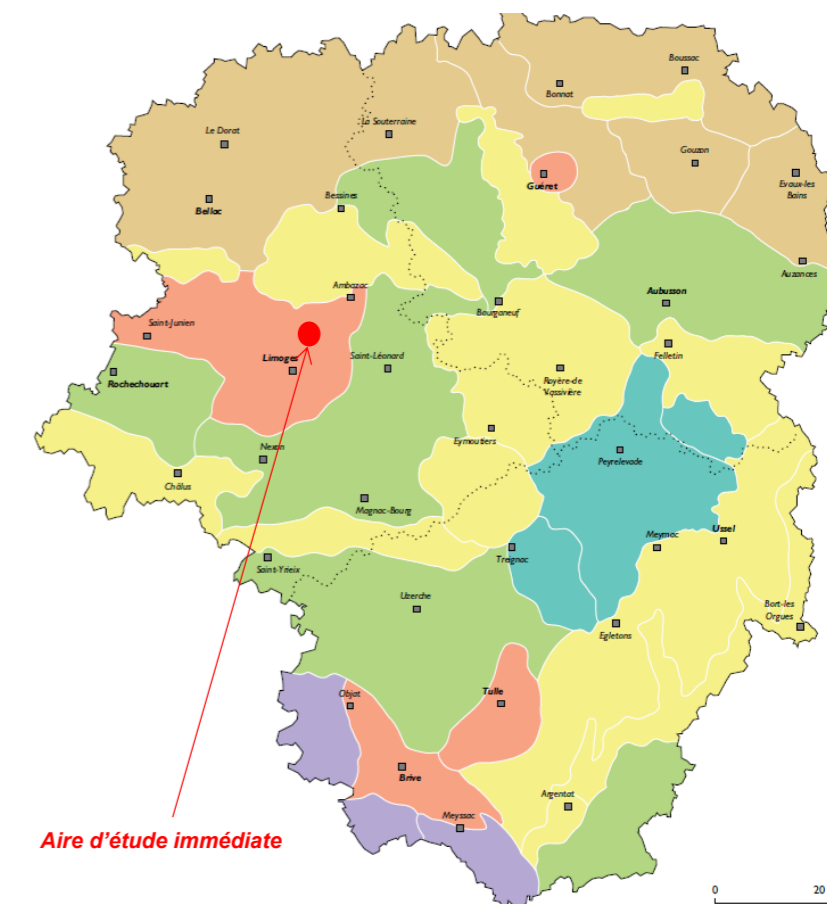 Boussac
Bonnat
La Souterraine
Le Dorat
Gouzon
Evaux-les
Bains
Guéret
Bellac
Bessines
Auzances
Ambazac
Aubusson
Bourganeuf
Saint-Junien
Felletin
Limoges
Saint-Léonard
Royère-de
Vassivière
Rochechouart
Eymoutiers
Nexon
Peyrelevade
Châlus
Magnac-Bourg
Ussel
Meymac
Treignac
Saint-Yrieix
Uzerche
Bort-les
Orgues
Egletons
Objat
Tulle
Brive
Argentat
Meyssac
Aire d'étude immédiate
0 20